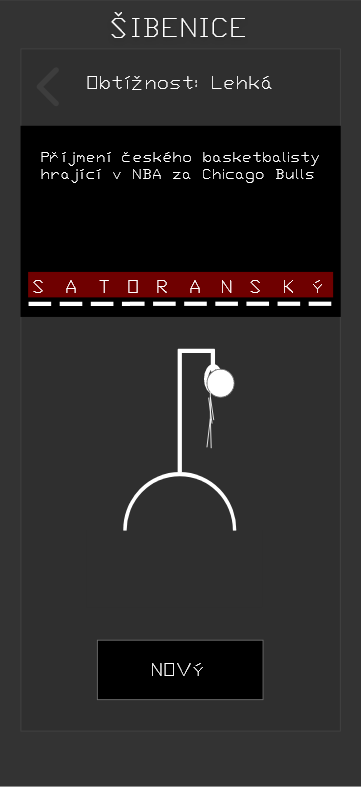 ŠIBENICE
Obtížnost: Lehká
Příjmení českého basketbalisty
hrající v NBA za Chicago Bulls
S A T O R A N S K Ý
NOVÝ